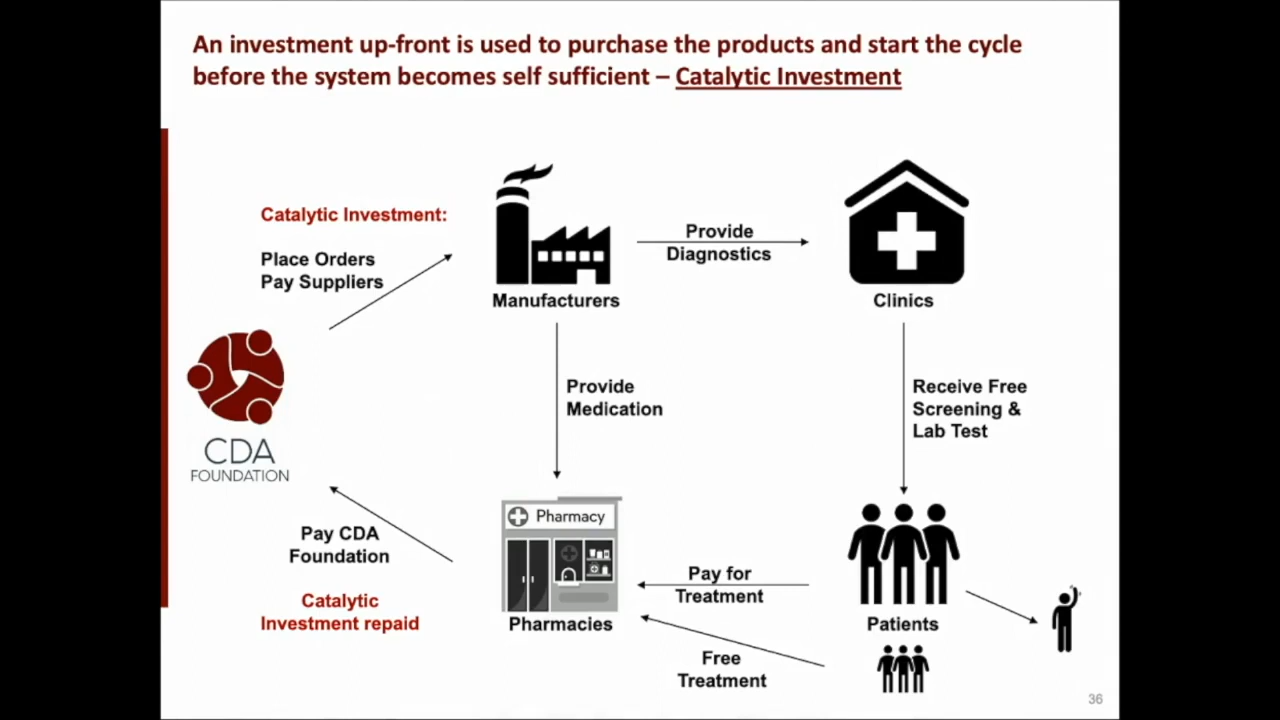 An investment up-front is used to purchase the products and start the cycle
before the system becomes self sufficient – Catalytic Investment
Catalytic Investment:
Place Orders
Pay Suppliers
Manufacturers
Provide
Diagnostics
Clinics
Provide
Medication
Receive Free
Screening &
Lab Test
CDA
FOUNDATION
Pay CDA
Foundation
Catalytic
Investment repaid
Pharmacy
Pharmacies
Pay for
Treatment
Patients
Free
Treatment
36